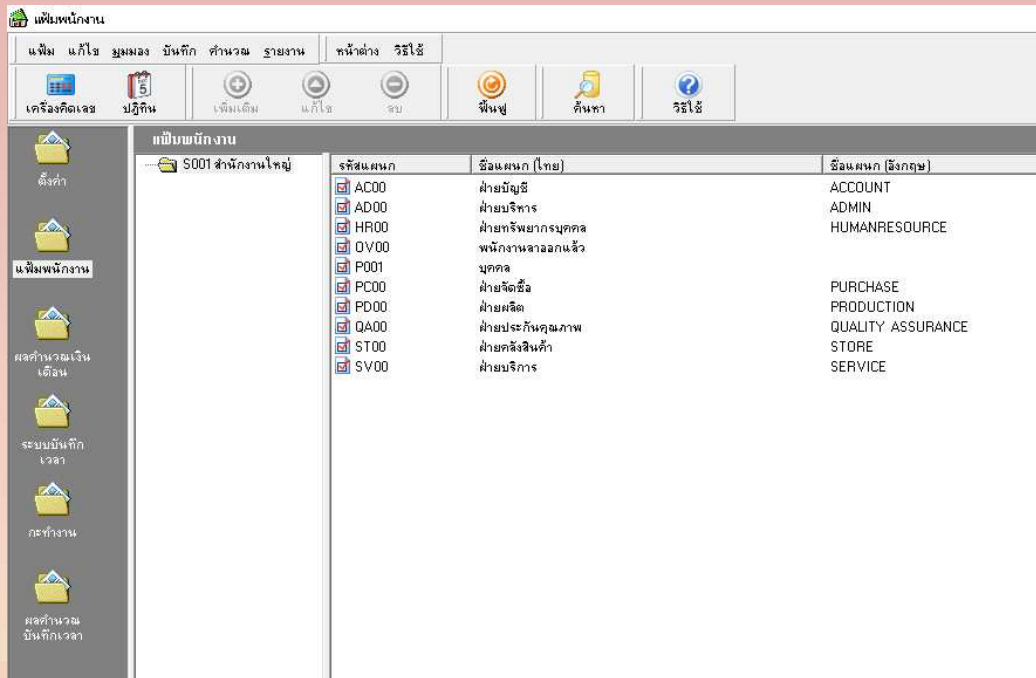 แฟ้มพนักงาน
แฟ้ม แก้ไข มุมมอง บันทึก คำนวณ รายงาน หน้าต่าง วิธีใช้
เครื่องคิดเลข ปฏิทิน เพิ่มเติม แก้ไข ลบ ฟื้นฟู ค้นหา วิธีใช้
แฟ้มพนักงาน
ตั้งค่า
แฟ้มพนักงาน
ผลคำนวณเงิน
เดือน
ระบบบันทึก
เวลา
กะทำงาน
ผลคำนวณ
บันทึกเวลา
S001 สำนักงานใหญ่
รหัสแผนก ชื่อแผนก (ไทย) ชื่อแผนก (อังกฤษ)
AC00 ฝ่ายบัญชี ACCOUNT
AD00 ฝ่ายบริหาร ADMIN
HR00 ฝ่ายทรัพยากรบุคคล HUMANRESOURCE
OV00 พนักงานลาออกแล้ว
P001 บุคคล
PC00 ฝ่ายจัดซื้อ PURCHASE
PD00 ฝ่ายผลิต PRODUCTION
QA00 ฝ่ายประกันคุณภาพ QUALITY ASSURANCE
ST00 ฝ่ายคลังสินค้า STORE
SV00 ฝ่ายบริการ SERVICE